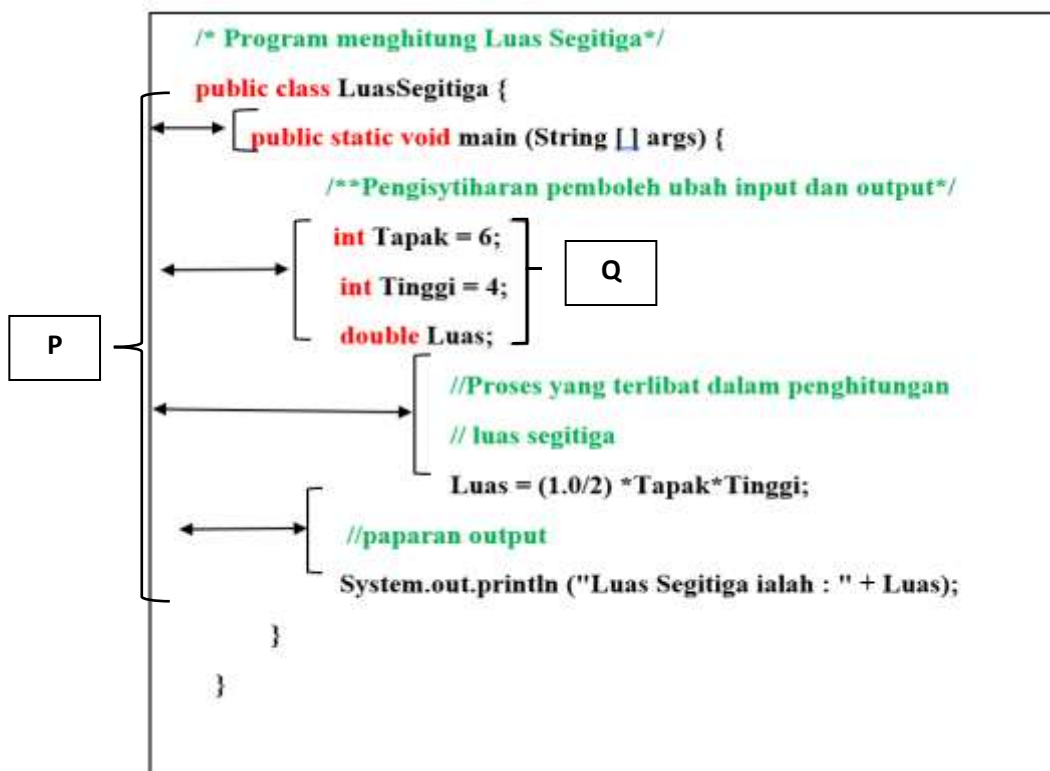 /* Program menghitung Luas Segitiga*/
public class LuasSegitiga {
public static void main (String [] args) {
/**Pengisytiharan pemboleh ubah input dan output*/
int Tapak = 6;
Q
int Tinggi = 4;
double Luas;
P
//Proses yang terlibat dalam penghitungan
// luas segitiga
Luas = (1.0/2) *Tapak*Tinggi;
//paparan output
System.out.println ("Luas Segitiga ialah : " + Luas);
}
}